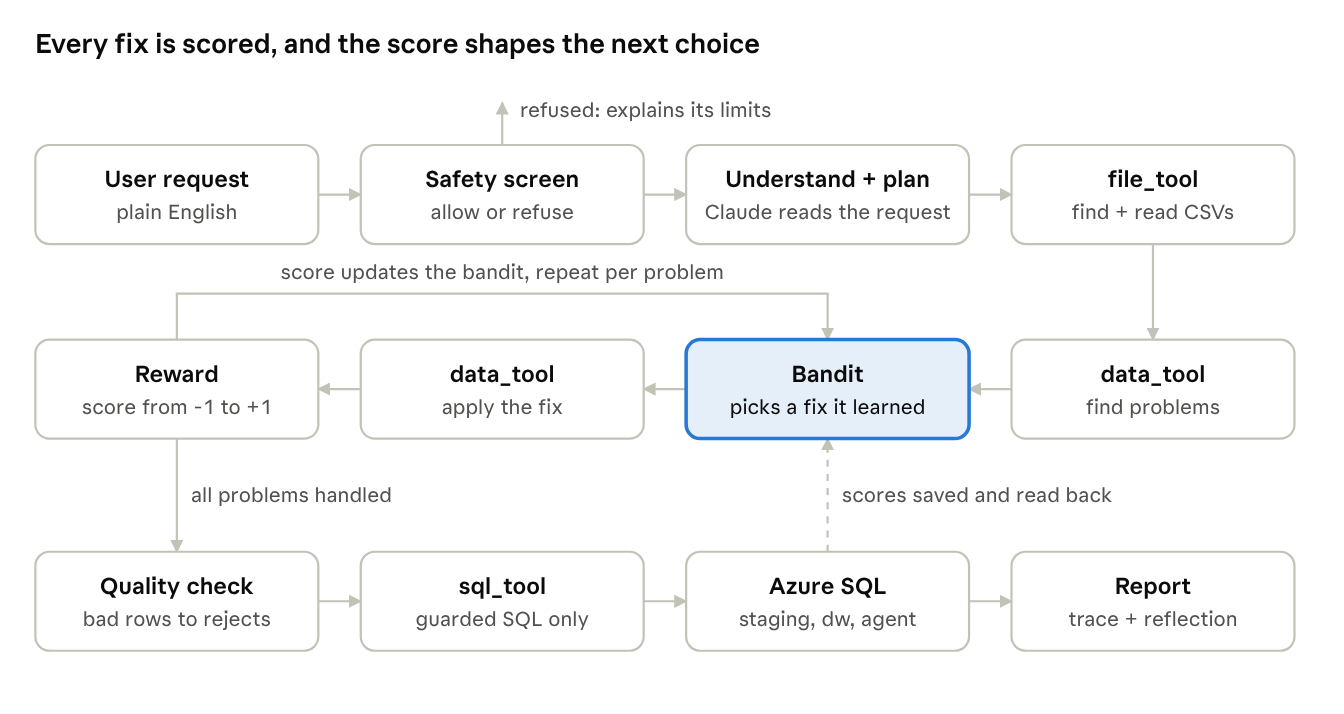 Every fix is scored, and the score shapes the next choice
refused: explains its limits
User request
plain English
Safety screen
allow or refuse
Understand + plan
Claude reads the request
file_tool
find + read CSVs
score updates the bandit, repeat per problem
Reward
score from -1 to +1
data_tool
apply the fix
Bandit
picks a fix it learned
data_tool
find problems
all problems handled
scores saved and read back
Quality check
bad rows to rejects
sql_tool
guarded SQL only
Azure SQL
staging, dw, agent
Report
trace + reflection